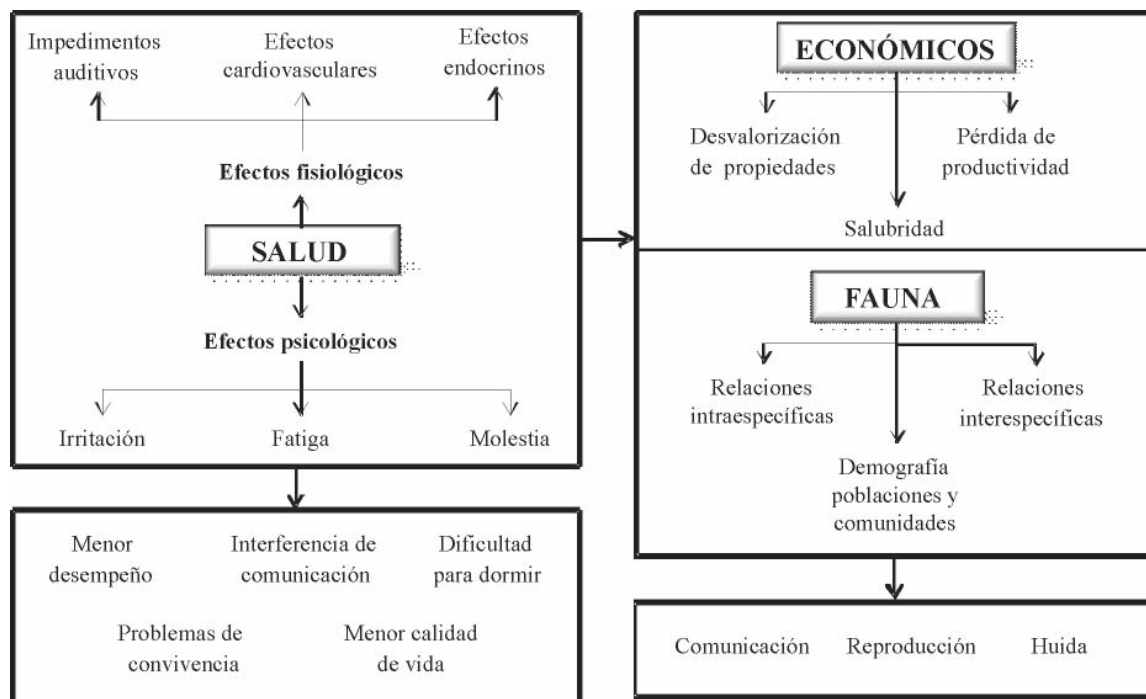 Impedimentos
auditivos
Efectos
cardiovasculares
Efectos
endocrinos
Efectos fisiológicos
SALUD
Efectos psicológicos
Irritación
Fatiga
Molestia
Menor
desempeño
Interferencia de
comunicación
Dificultad
para dormir
Problemas de
convivencia
Menor calidad
de vida
ECONÓMICOS
Desvalorización
de propiedades
Pérdida de
productividad
Salubridad
FAUNA
Relaciones
intraespecíficas
Relaciones
interespecíficas
Demografía
poblaciones y
comunidades
Comunicación
Reproducción
Huida